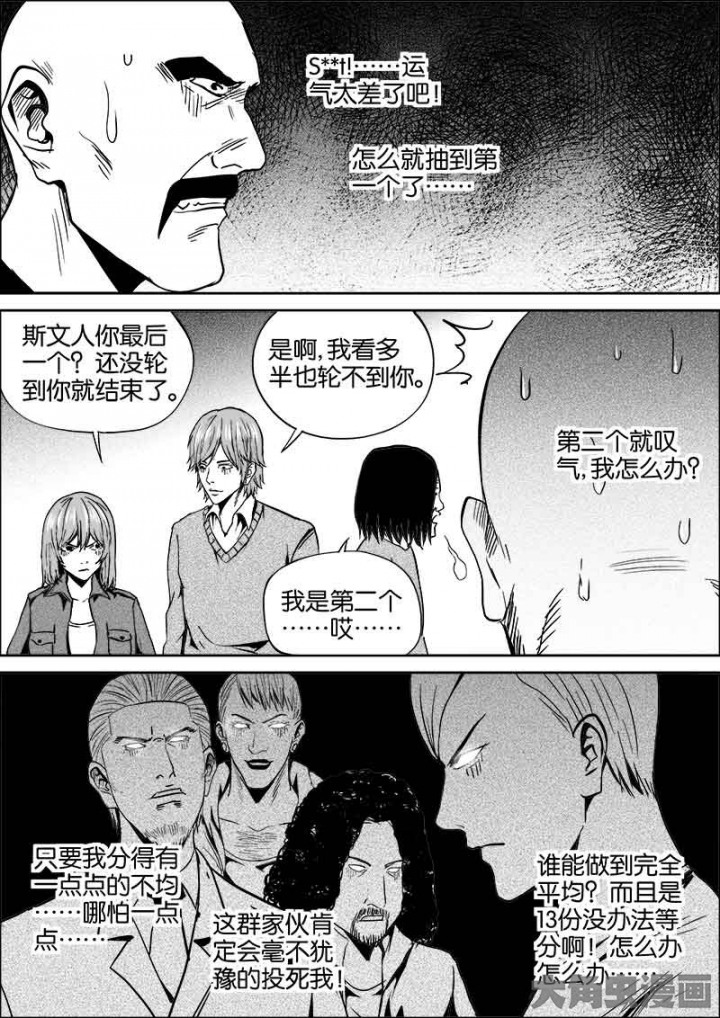 S**t!……运
气太差了吧！
怎么就抽到第
一个了……
斯文人你最后
一个？还没轮
到你就结束了。
是啊，我看多
半也轮不到你。
第二个就叹
气，我怎么办？
我是第二个
……哎……
只要我分得有
一点点的不均
……哪怕一点
点……
这群家伙肯
定会毫不犹
豫的投死我！
谁能做到完全
平均？而且是
13份没办法等
分啊！怎么办
怎么办……
大角虫漫画